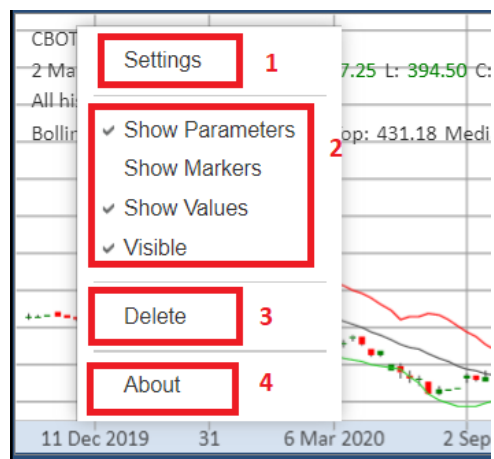 CBOT
Settings 1
2 Ma 7.25 L: 394.50 C:
All hi
Show Parameters
Bollin op: 431.18 Medi
2
Show Markers
Show Values
Visible
Delete 3
About 4
11 Dec 2019 31 6 Mar 2020 2 Sep